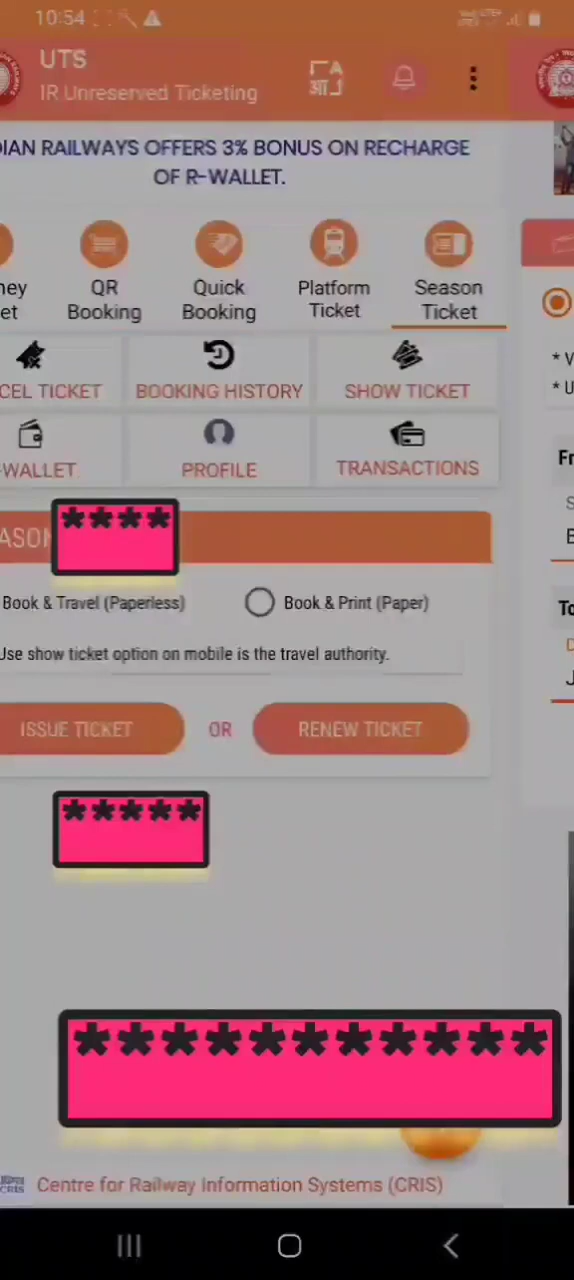 10:54
UTS
IR Unreserved Ticketing
DIAN RAILWAYS OFFERS 3% BONUS ON RECHARGE
OF R-WALLET.
QR
Booking
Quick
Booking
Platform
Ticket
Season
Ticket
CEL TICKET
BOOKING HISTORY
SHOW TICKET
-WALLET
PROFILE
TRANSACTIONS
ASON
****
Book & Travel (Paperless)
Book & Print (Paper)
Use show ticket option on mobile is the travel authority.
ISSUE TICKET
OR
RENEW TICKET
*****
***********
CRIS
Centre for Railway Information Systems (CRIS)